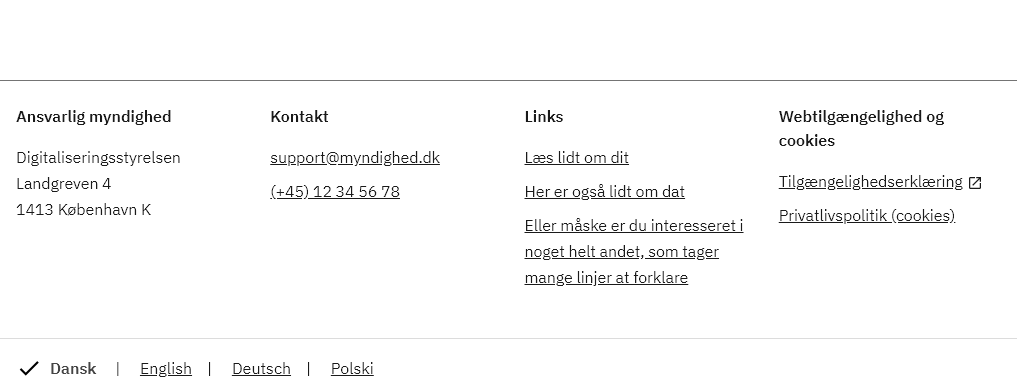 Ansvarlig myndighed
Digitaliseringsstyrelsen
Landgreven 4
1413 København K
Kontakt
support@myndighed.dk
(+45) 12 34 56 78
Links
Læs lidt om dit
Her er også lidt om dat
Eller måske er du interesseret i
noget helt andet, som tager
mange linjer at forklare
Webtilgængelighed og
cookies
Tilgængelighedserklæring
Privatlivspolitik (cookies)
Dansk | English | Deutsch | Polski